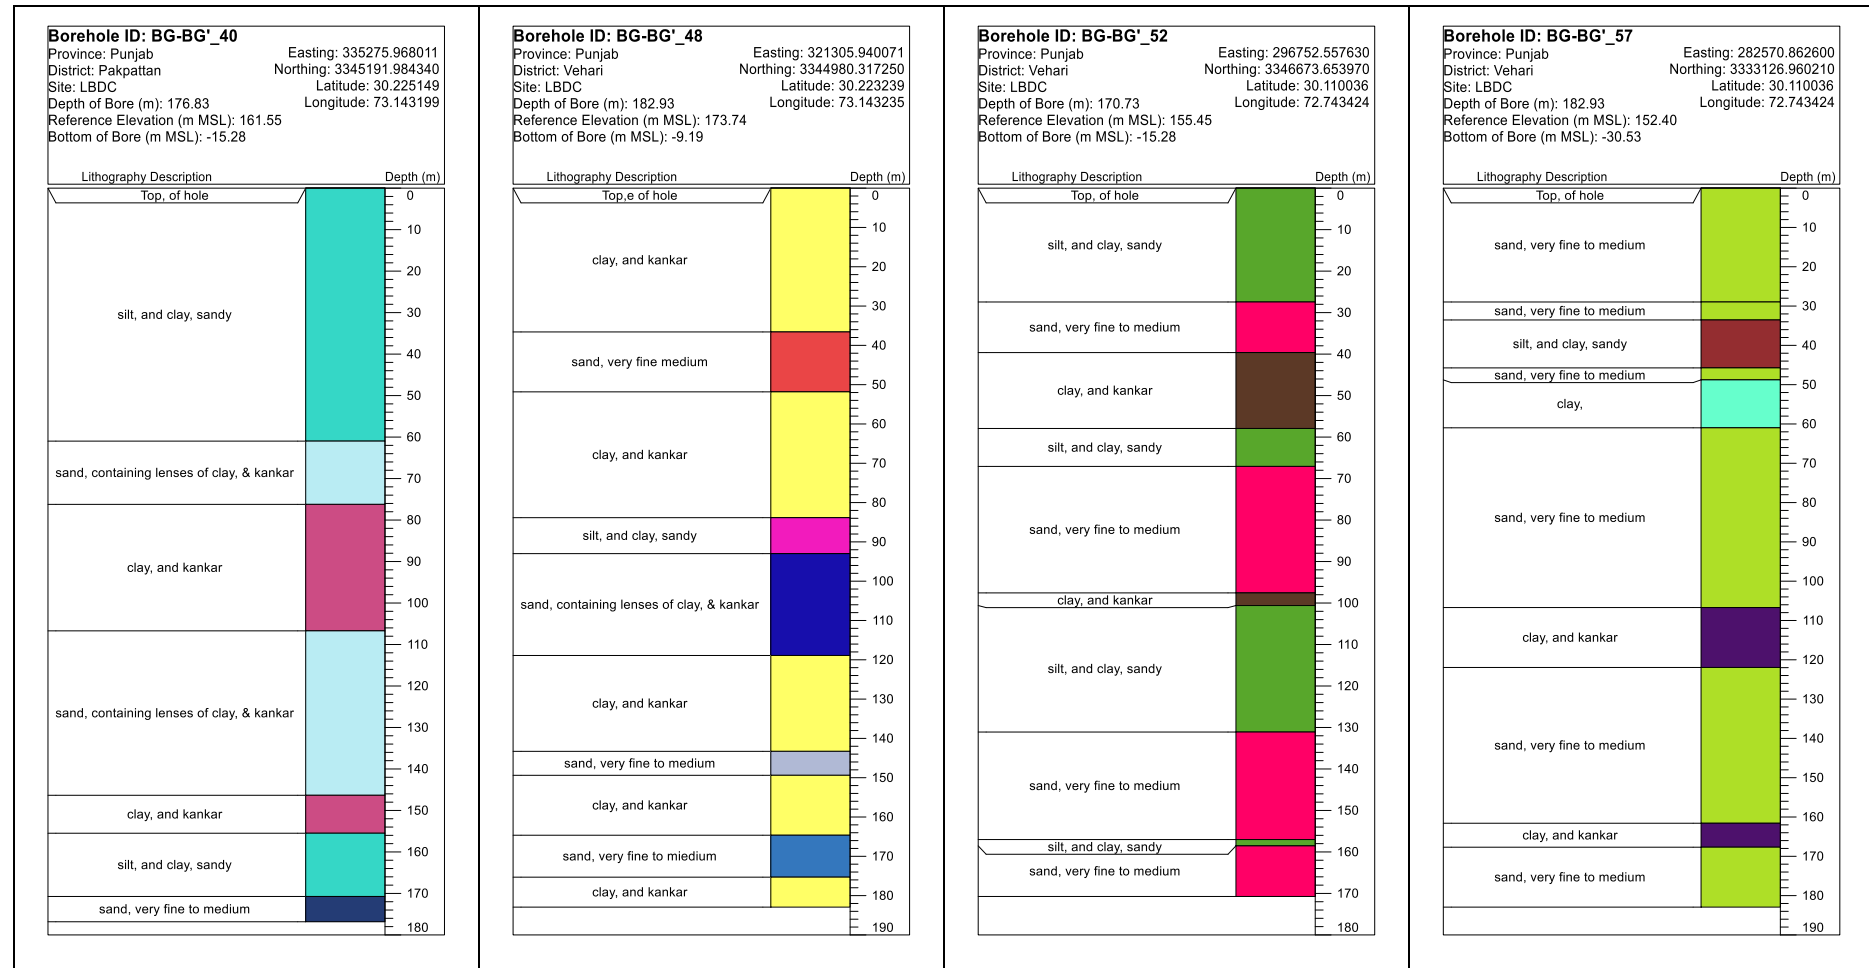 Borehole ID: BG-BG'_40
Province: Punjab Easting: 335275.968011
District: Pakpattan Northing: 3345191.984340
Site: LBDC Latitude: 30.225149
Depth of Bore (m): 176.83 Longitude: 73.143199
Reference Elevation (m MSL): 161.55
Bottom of Bore (m MSL): -15.28
Lithography Description Depth (m)
Top, of hole
silt, and clay, sandy
sand, containing lenses of clay, & kankar
clay, and kankar
sand, containing lenses of clay, & kankar
clay, and kankar
silt, and clay, sandy
sand, very fine to medium
0
10
20
30
40
50
60
70
80
90
100
110
120
130
140
150
160
170
180
Borehole ID: BG-BG'_48
Province: Punjab Easting: 321305.940071
District: Vehari Northing: 3344980.317250
Site: LBDC Latitude: 30.223239
Depth of Bore (m): 182.93 Longitude: 73.143235
Reference Elevation (m MSL): 173.74
Bottom of Bore (m MSL): -9.19
Lithography Description Depth (m)
Top,e of hole
clay, and kankar
sand, very fine medium
clay, and kankar
silt, and clay, sandy
sand, containing lenses of clay, & kankar
clay, and kankar
sand, very fine to medium
clay, and kankar
sand, very fine to miedium
clay, and kankar
0
10
20
30
40
50
60
70
80
90
100
110
120
130
140
150
160
170
180
190
Borehole ID: BG-BG'_52
Province: Punjab Easting: 296752.557630
District: Vehari Northing: 3346673.653970
Site: LBDC Latitude: 30.110036
Depth of Bore (m): 170.73 Longitude: 72.743424
Reference Elevation (m MSL): 155.45
Bottom of Bore (m MSL): -15.28
Lithography Description Depth (m)
Top, of hole
silt, and clay, sandy
sand, very fine to medium
clay, and kankar
silt, and clay, sandy
sand, very fine to medium
clay, and kankar
silt, and clay, sandy
sand, very fine to medium
silt, and clay, sandy
sand, very fine to medium
0
10
20
30
40
50
60
70
80
90
100
110
120
130
140
150
160
170
180
Borehole ID: BG-BG'_57
Province: Punjab Easting: 282570.862600
District: Vehari Northing: 3333126.960210
Site: LBDC Latitude: 30.110036
Depth of Bore (m): 182.93 Longitude: 72.743424
Reference Elevation (m MSL): 152.40
Bottom of Bore (m MSL): -30.53
Lithography Description Depth (m)
Top, of hole
sand, very fine to medium
sand, very fine to medium
silt, and clay, sandy
sand, very fine to medium
clay,
sand, very fine to medium
clay, and kankar
sand, very fine to medium
clay, and kankar
sand, very fine to medium
0
10
20
30
40
50
60
70
80
90
100
110
120
130
140
150
160
170
180
190